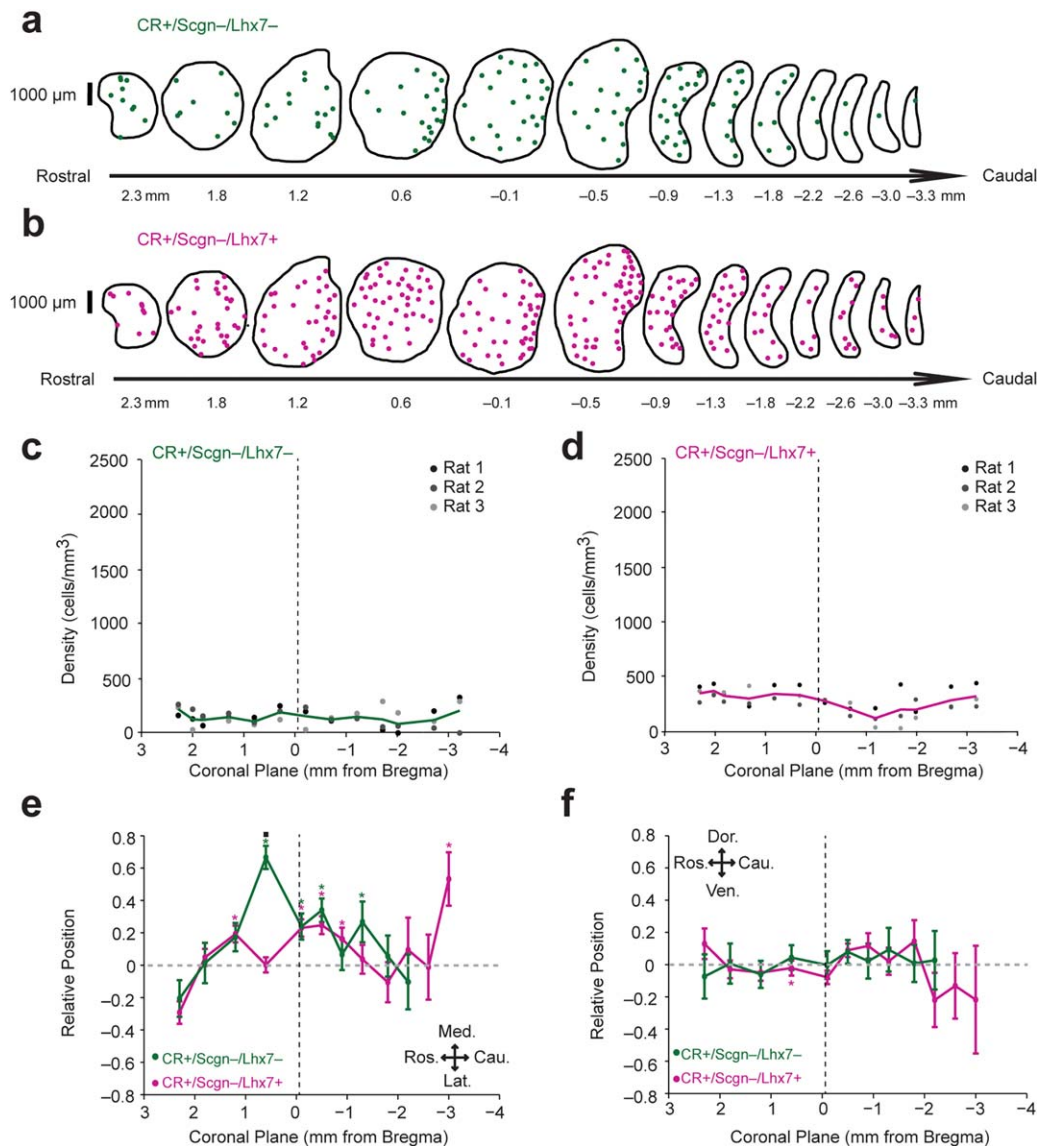 a
CR+/Scgn–/Lhx7–
1000 µm
Rostral
Caudal
2.3 mm 1.8 1.2 0.6 –0.1 –0.5 –0.9 –1.3 –1.8 –2.2 –2.6 –3.0 –3.3 mm
b
CR+/Scgn–/Lhx7+
1000 µm
Rostral
Caudal
2.3 mm 1.8 1.2 0.6 –0.1 –0.5 –0.9 –1.3 –1.8 –2.2 –2.6 –3.0 –3.3 mm
c
CR+/Scgn–/Lhx7–
Rat 1
Rat 2
Rat 3
2500
2000
1500
1000
500
0
Density (cells/mm³)
3 2 1 0 –1 –2 –3 –4
Coronal Plane (mm from Bregma)
d
CR+/Scgn–/Lhx7+
Rat 1
Rat 2
Rat 3
2500
2000
1500
1000
500
0
Density (cells/mm³)
3 2 1 0 –1 –2 –3 –4
Coronal Plane (mm from Bregma)
e
0.8
0.6
0.4
0.2
0
–0.2
–0.4
–0.6
–0.8
Relative Position
* * * * * * * * *
Med.
Ros. Cau.
Lat.
CR+/Scgn–/Lhx7–
CR+/Scgn–/Lhx7+
3 2 1 0 –1 –2 –3 –4
Coronal Plane (mm from Bregma)
f
0.8
0.6
0.4
0.2
0
–0.2
–0.4
–0.6
–0.8
Relative Position
Dor.
Ros. Cau.
Ven.
*
CR+/Scgn–/Lhx7–
CR+/Scgn–/Lhx7+
3 2 1 0 –1 –2 –3 –4
Coronal Plane (mm from Bregma)